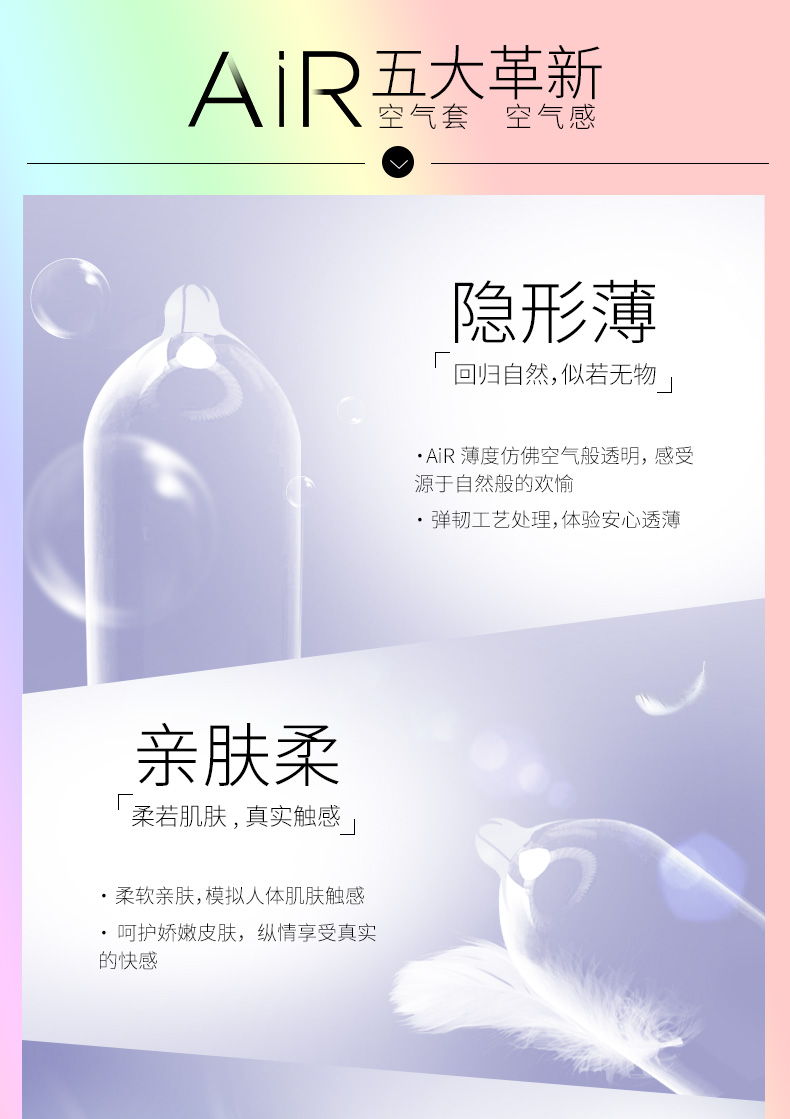 AiR 五大革新
空气套 空气感
隐形薄
「回归自然，似若无物」
·AiR 薄度仿佛空气般透明，感受
源于自然般的欢愉
· 弹韧工艺处理，体验安心透薄
亲肤柔
「柔若肌肤，真实触感」
· 柔软亲肤，模拟人体肌肤触感
· 呵护娇嫩皮肤，纵情享受真实
的快感